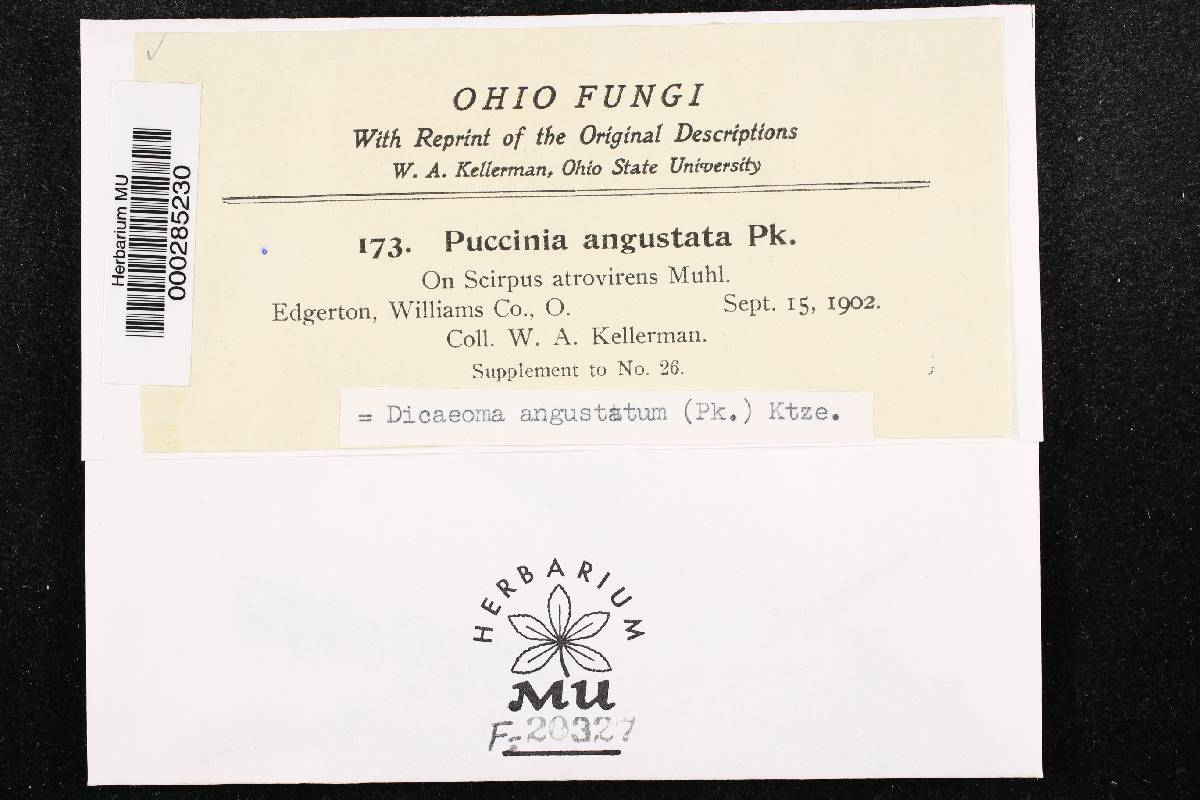 OHIO FUNGI
With Reprint of the Original Descriptions
W. A. Kellerman, Ohio State University
173. Puccinia angustata Pk.
On Scirpus atrovirens Muhl.
Edgerton, Williams Co., O. Sept. 15, 1902.
Coll. W. A. Kellerman.
Supplement to No. 26.
= Dicaeoma angustatum (Pk.) Ktze.
Herbarium MU
000285230
HERBARIUM
MU
F: 20327